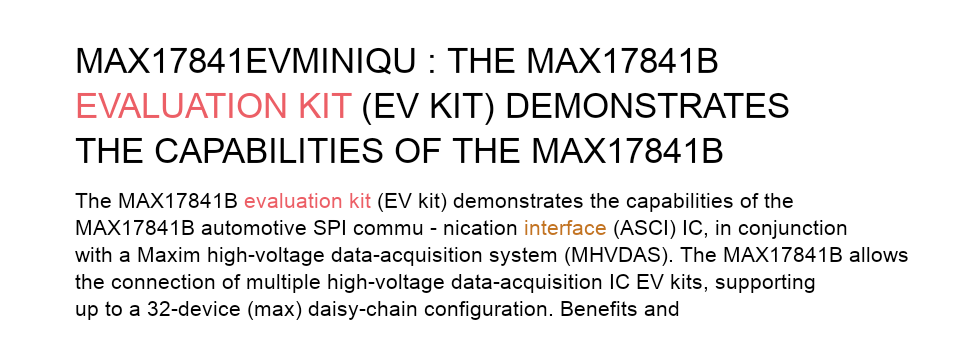 MAX17841EVMINIQU : THE MAX17841B
EVALUATION KIT (EV KIT) DEMONSTRATES
THE CAPABILITIES OF THE MAX17841B
The MAX17841B evaluation kit (EV kit) demonstrates the capabilities of the
MAX17841B automotive SPI commu - nication interface (ASCI) IC, in conjunction
with a Maxim high-voltage data-acquisition system (MHVDAS). The MAX17841B allows
the connection of multiple high-voltage data-acquisition IC EV kits, supporting
up to a 32-device (max) daisy-chain configuration. Benefits and